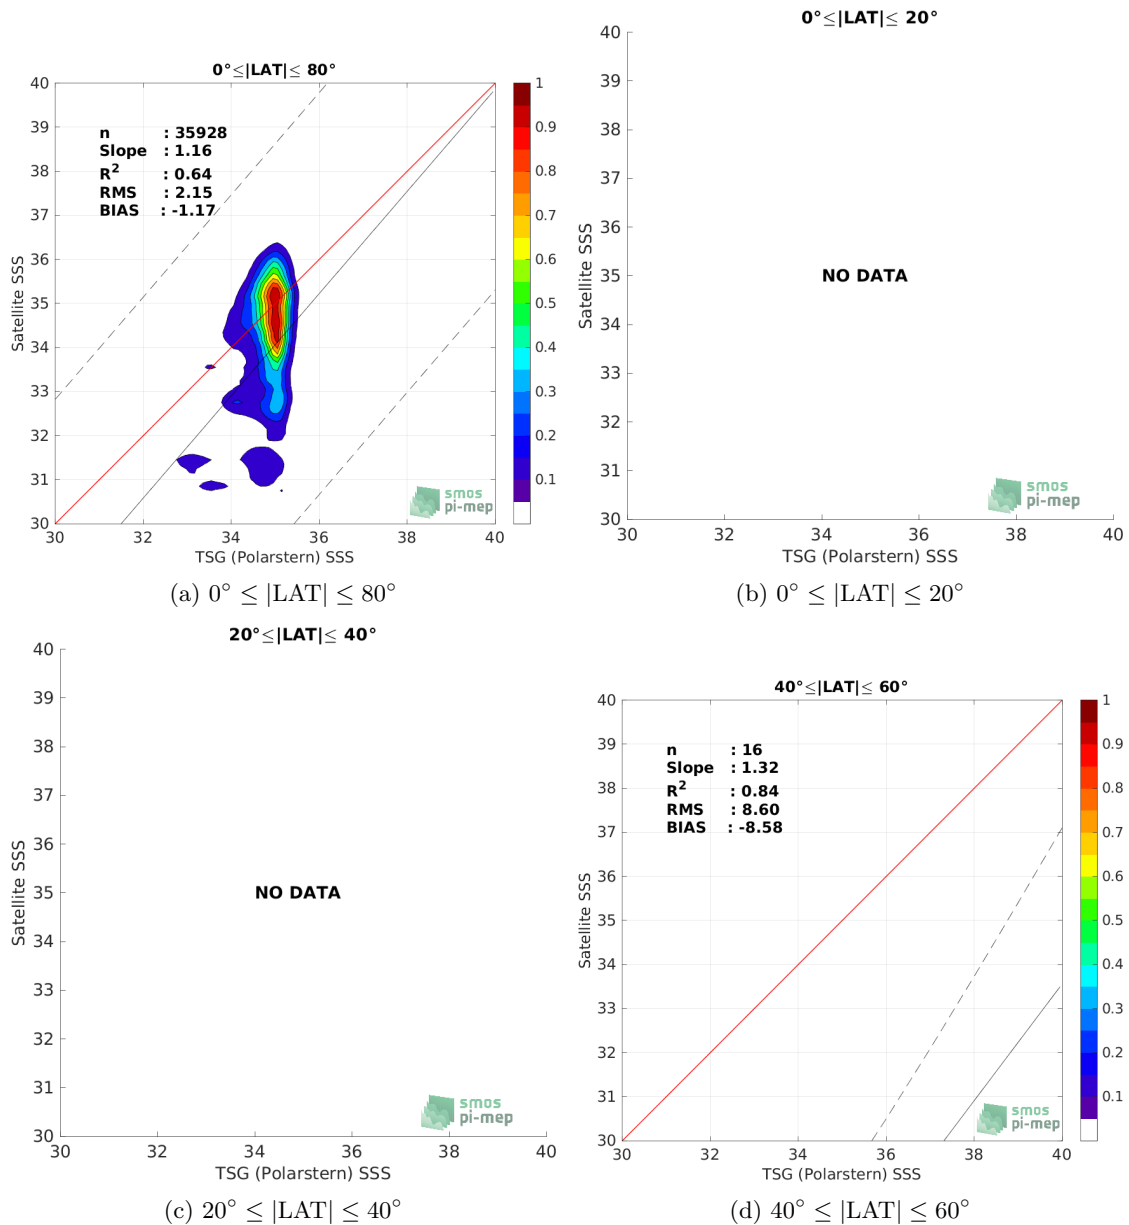 0°≤|LAT|≤ 80°
40
39
38
37
36
35
34
33
32
31
30
Satellite SSS
n : 35928
Slope : 1.16
R² : 0.64
RMS : 2.15
BIAS : -1.17
smos
pi-mep
30 32 34 36 38 40
TSG (Polarstern) SSS
1
0.9
0.8
0.7
0.6
0.5
0.4
0.3
0.2
0.1
(a) 0° ≤ |LAT| ≤ 80°
0°≤|LAT|≤ 20°
40
39
38
37
36
35
34
33
32
31
30
Satellite SSS
NO DATA
smos
pi-mep
30 32 34 36 38 40
TSG (Polarstern) SSS
(b) 0° ≤ |LAT| ≤ 20°
20°≤|LAT|≤ 40°
40
39
38
37
36
35
34
33
32
31
30
Satellite SSS
NO DATA
smos
pi-mep
30 32 34 36 38 40
TSG (Polarstern) SSS
(c) 20° ≤ |LAT| ≤ 40°
40°≤|LAT|≤ 60°
40
39
38
37
36
35
34
33
32
31
30
Satellite SSS
n : 16
Slope : 1.32
R² : 0.84
RMS : 8.60
BIAS : -8.58
smos
pi-mep
30 32 34 36 38 40
TSG (Polarstern) SSS
1
0.9
0.8
0.7
0.6
0.5
0.4
0.3
0.2
0.1
(d) 40° ≤ |LAT| ≤ 60°